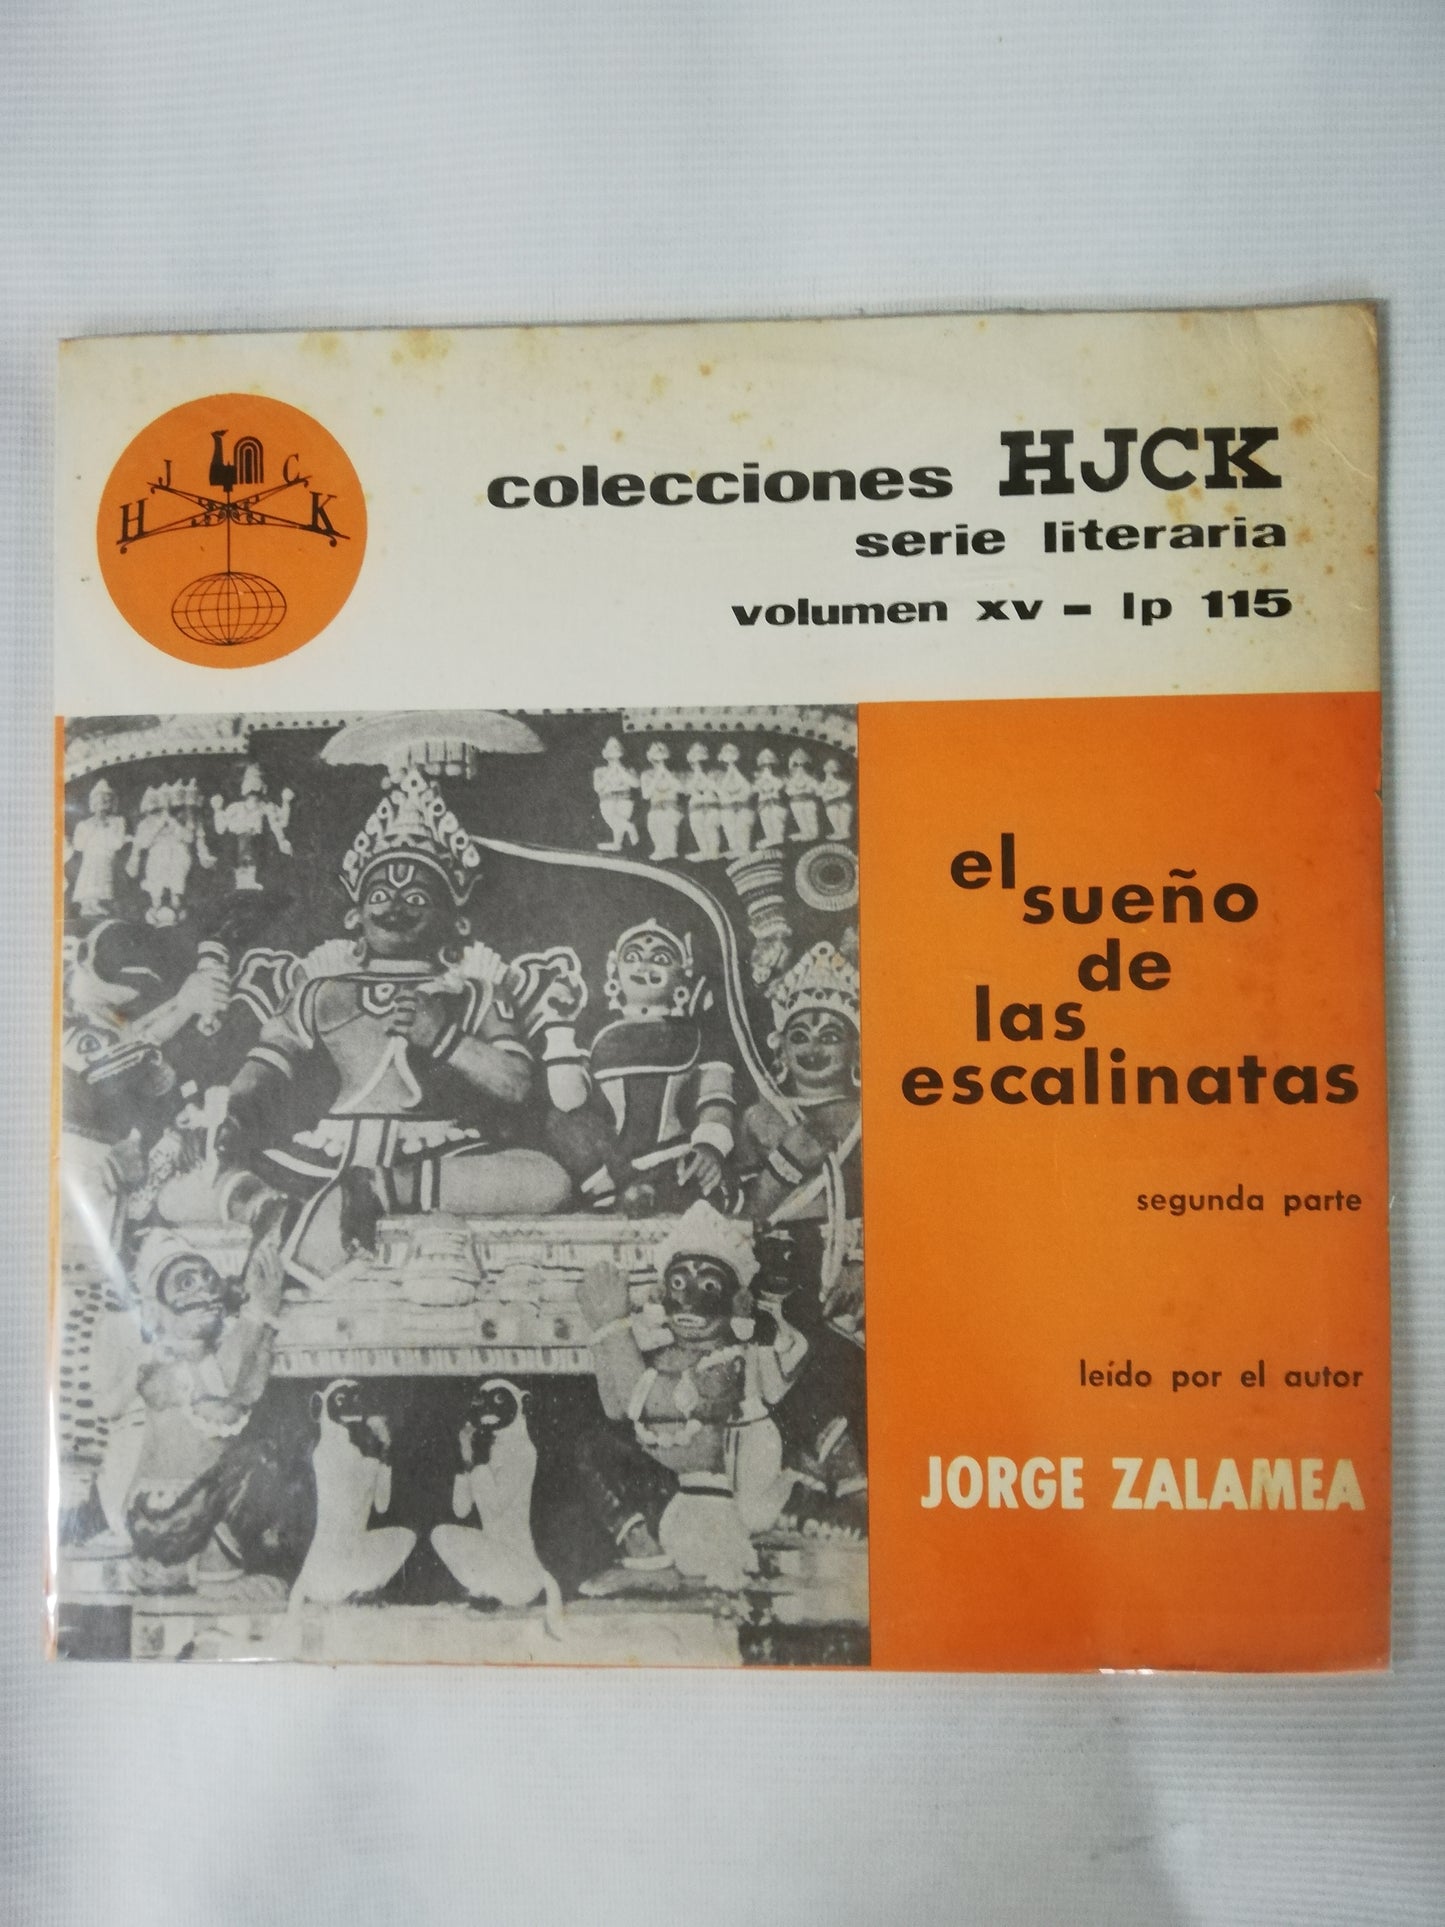 H J C K
colecciones HJCK
serie literaria
volumen xv - lp 115
el
sueño
de
las
escalinatas
segunda parte
leído por el autor
JORGE ZALAMEA